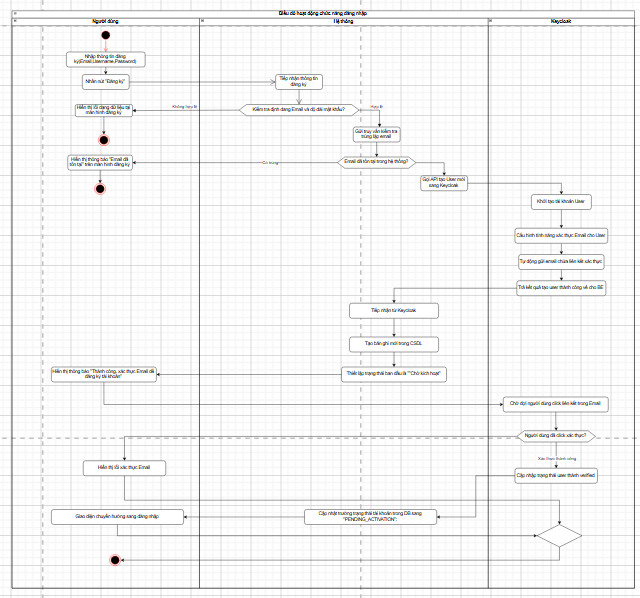 Biểu đồ hoạt động chức năng đăng nhập
Người dùng
Hệ thống
Keycloak
Nhập thông tin đăng
ký(Email,Username,Password)
Nhấn nút "Đăng ký"
Tiếp nhận thông tin
đăng ký
Kiểm tra định dạng Email và độ dài mật khẩu?
Không hợp lệ
Hợp lệ
Hiển thị lỗi dạng dữ liệu tại
màn hình đăng ký
Gửi truy vấn kiểm tra
trùng lặp email
Email đã tồn tại trong hệ thống?
Có trùng
Hiển thị thông báo "Email đã
tồn tại" trên màn hình đăng ký
Gọi API tạo User mới
sang Keycloak
Khởi tạo tài khoản User
Cấu hình tính năng xác thực Email cho User
Tự động gửi email chứa liên kết xác thực
Trả kết quả tạo user thành công về cho BE
Tiếp nhận từ Keycloak
Tạo bản ghi mới trong CSDL
Thiết lập trạng thái ban đầu là ""Chờ kích hoạt"
Hiển thị thông báo "Thành công, xác thực Email để
đăng ký tài khoản"
Chờ đợi người dùng click liên kết trong Email
Người dùng đã click xác thực?
Xác thực thành công
Hiển thị lỗi xác thực Email
Cập nhập trạng thái user thành verified
Cập nhật trường trạng thái tài khoản trong DB sang
"PENDING_ACTIVATION";
Giao diện chuyển hướng sang đăng nhập